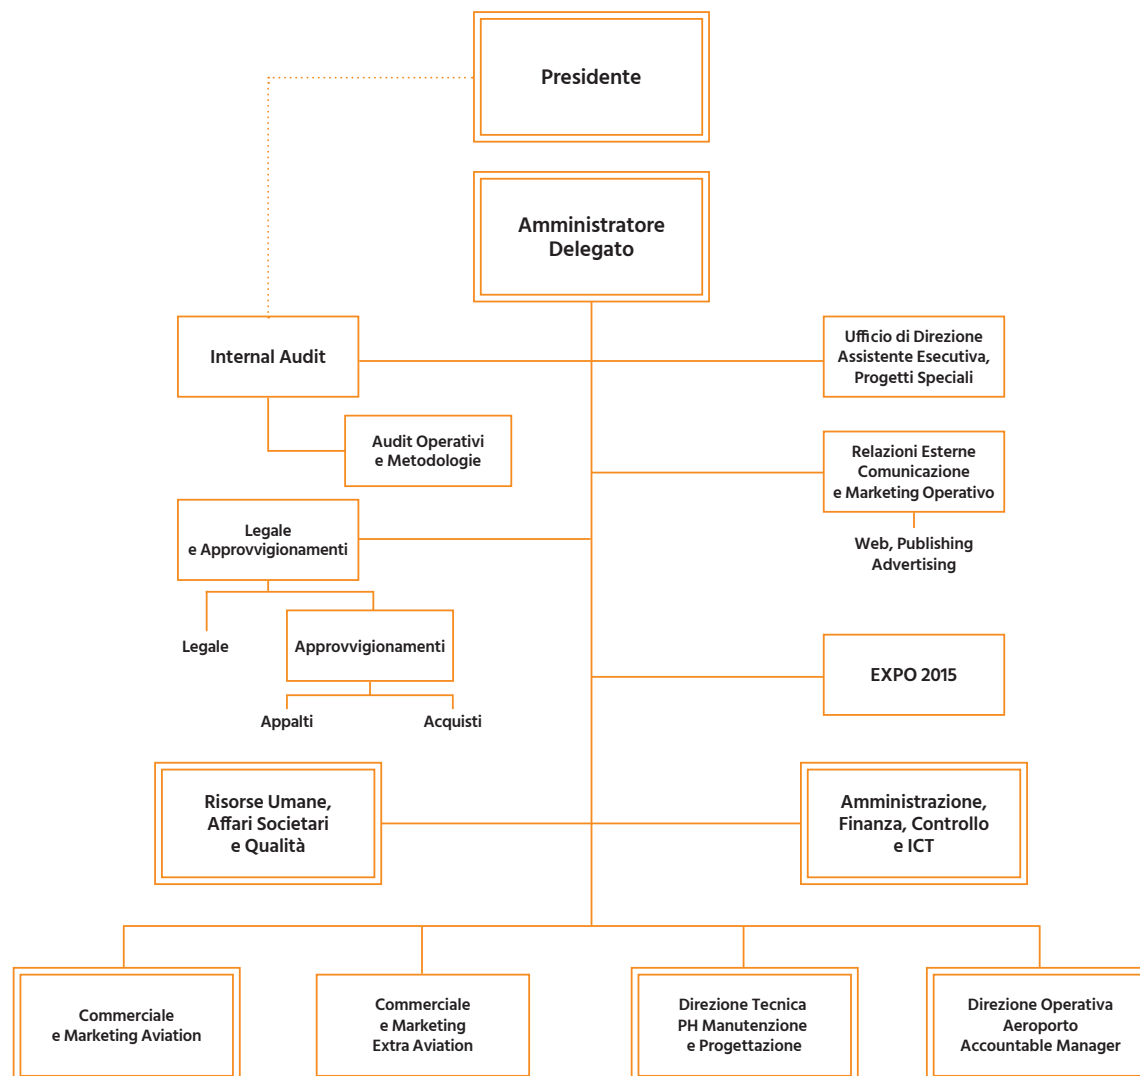 Presidente
Amministratore
Delegato
Internal Audit
Ufficio di Direzione
Assistente Esecutiva,
Progetti Speciali
Audit Operativi
e Metodologie
Relazioni Esterne
Comunicazione
e Marketing Operativo
Web, Publishing
Advertising
Legale
e Approvvigionamenti
Legale
Approvvigionamenti
Appalti
Acquisti
EXPO 2015
Risorse Umane,
Affari Societari
e Qualità
Amministrazione,
Finanza, Controllo
e ICT
Commerciale
e Marketing Aviation
Commerciale
e Marketing
Extra Aviation
Direzione Tecnica
PH Manutenzione
e Progettazione
Direzione Operativa
Aeroporto
Accountable Manager